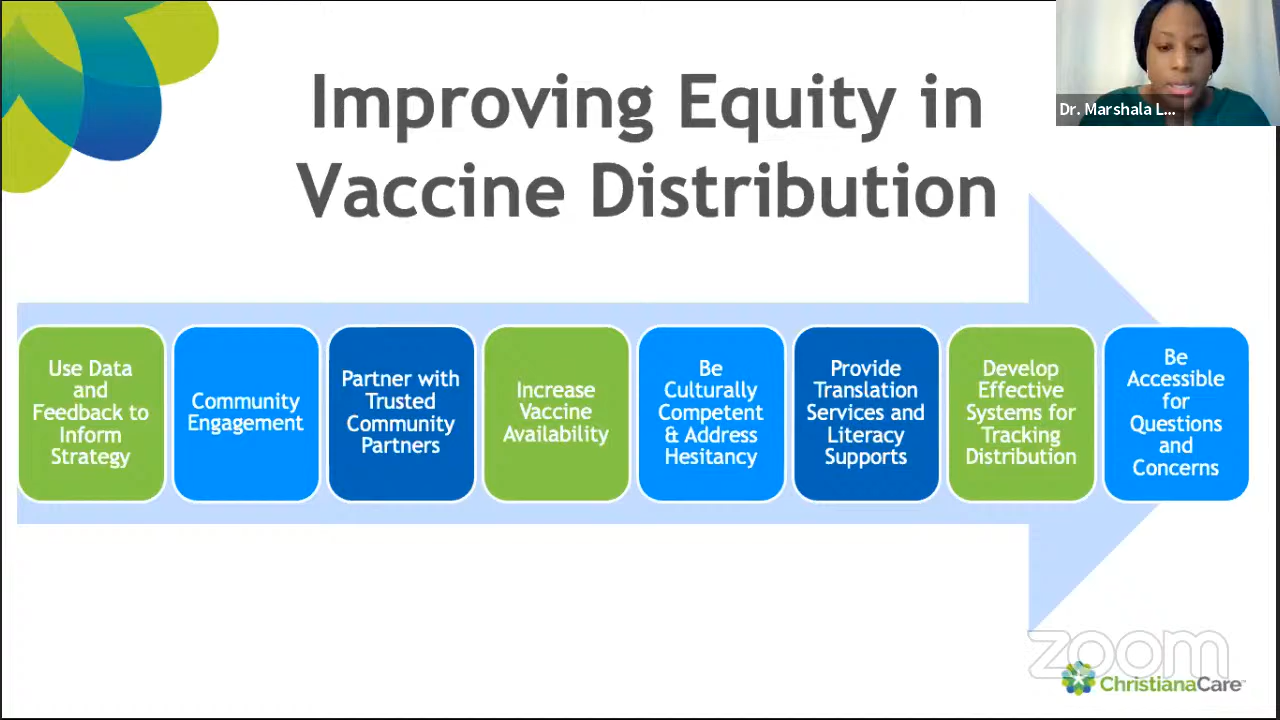 Improving Equity in
Vaccine Distribution
Dr. Marshala L...
Use Data
and
Feedback to
Inform
Strategy
Community
Engagement
Partner with
Trusted
Community
Partners
Increase
Vaccine
Availability
Be
Culturally
Competent
& Address
Hesitancy
Provide
Translation
Services and
Literacy
Supports
Develop
Effective
Systems for
Tracking
Distribution
Be
Accessible
for
Questions
and
Concerns
zoom
ChristianaCare™